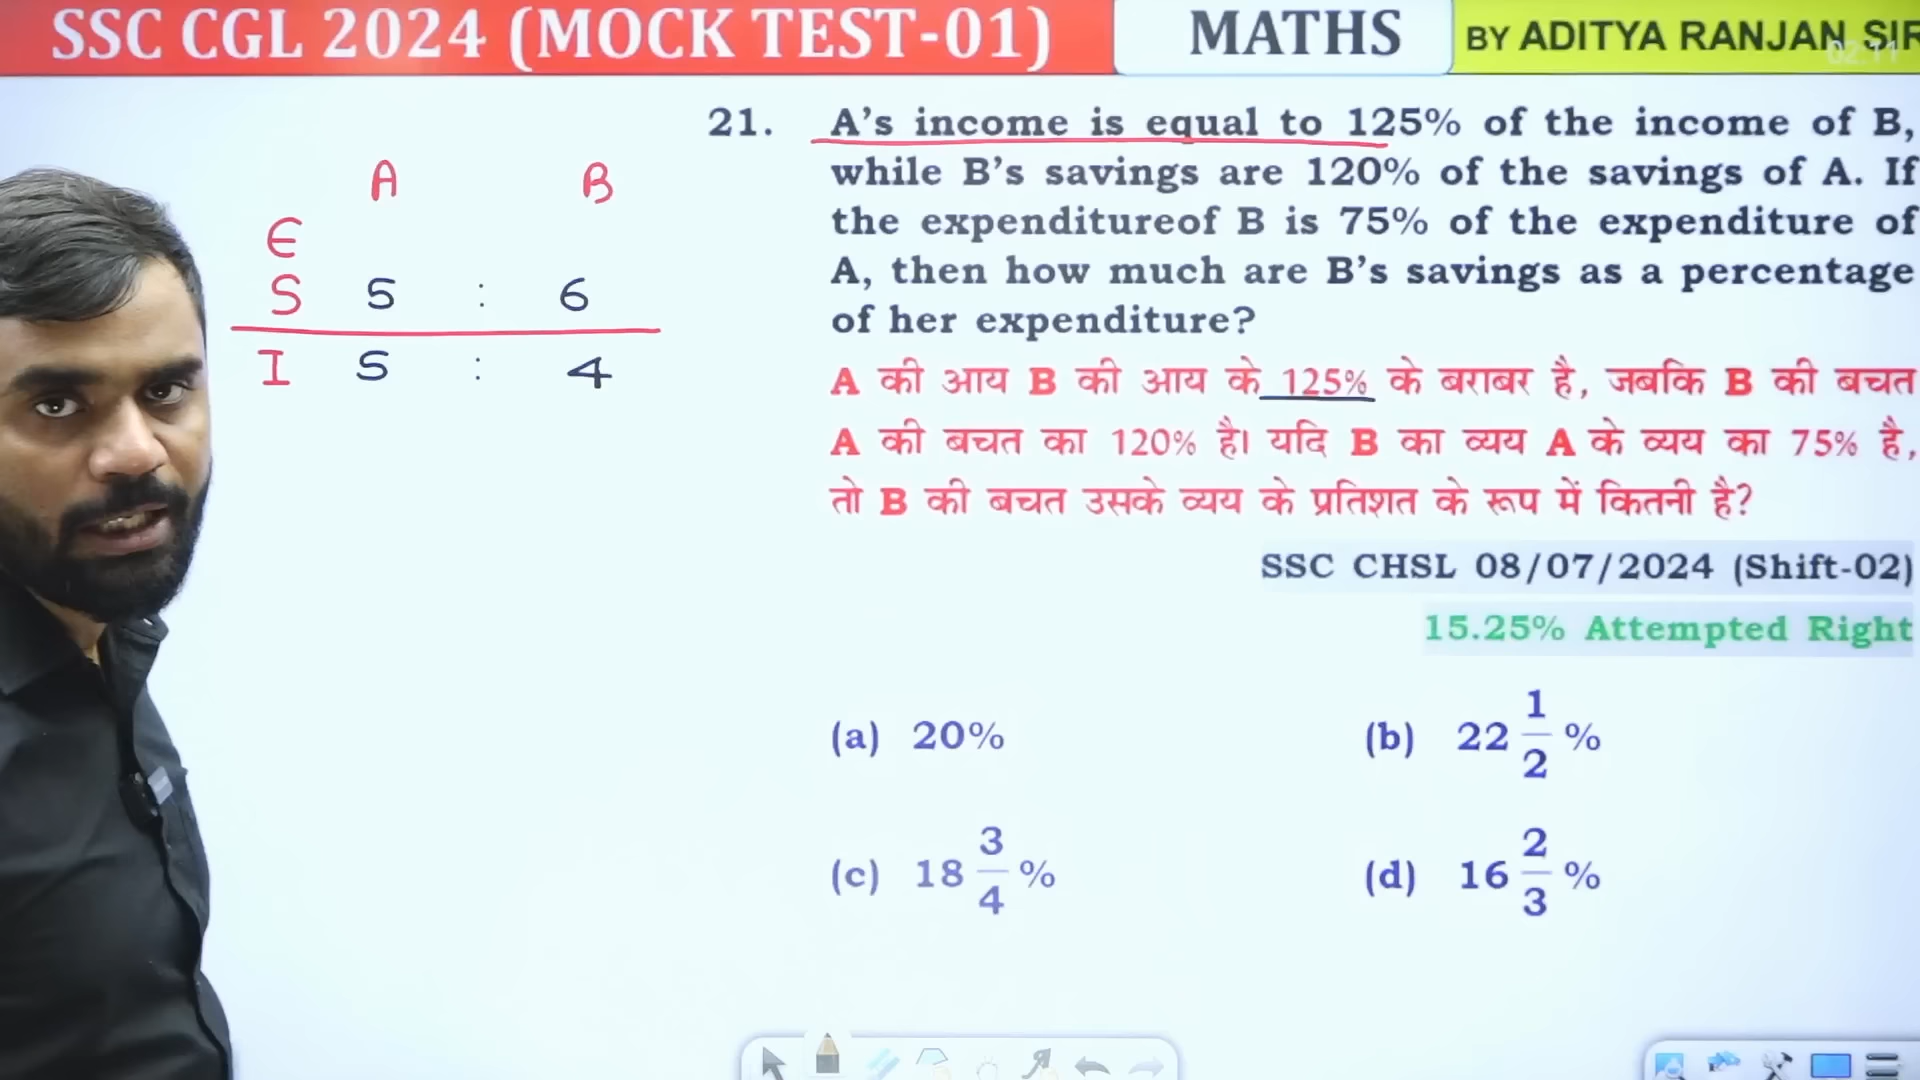 SSC CGL 2024 (MOCK TEST-01)
MATHS
BY ADITYA RANJAN SIR
02:11
21. A's income is equal to 125% of the income of B,
while B's savings are 120% of the savings of A. If
the expenditureof B is 75% of the expenditure of
A, then how much are B's savings as a percentage
of her expenditure?
A की आय B की आय के 125% के बराबर है, जबकि B की बचत
A की बचत का 120% है। यदि B का व्यय A के व्यय का 75% है,
तो B की बचत उसके व्यय के प्रतिशत के रूप में कितनी है?
SSC CHSL 08/07/2024 (Shift-02)
15.25% Attempted Right
(a) 20%
(b) 22 1/2 %
(c) 18 3/4 %
(d) 16 2/3 %
A B
E
S 5 : 6
I 5 : 4